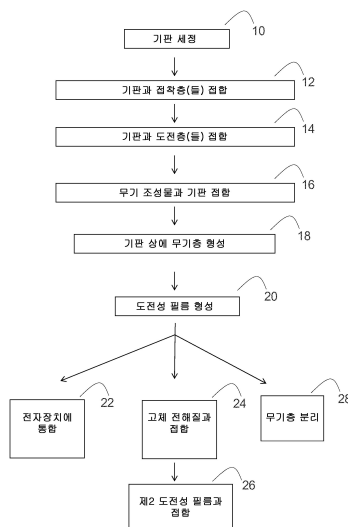 기판 세정
10
기판과 접착층(들) 접합
12
기판과 도전층(들) 접합
14
무기 조성물과 기판 접합
16
기판 상에 무기층 형성
18
도전성 필름 형성
20
전자장치에
통합
22
고체 전해질과
접합
24
무기층 분리
28
제2 도전성 필름과
접합
26